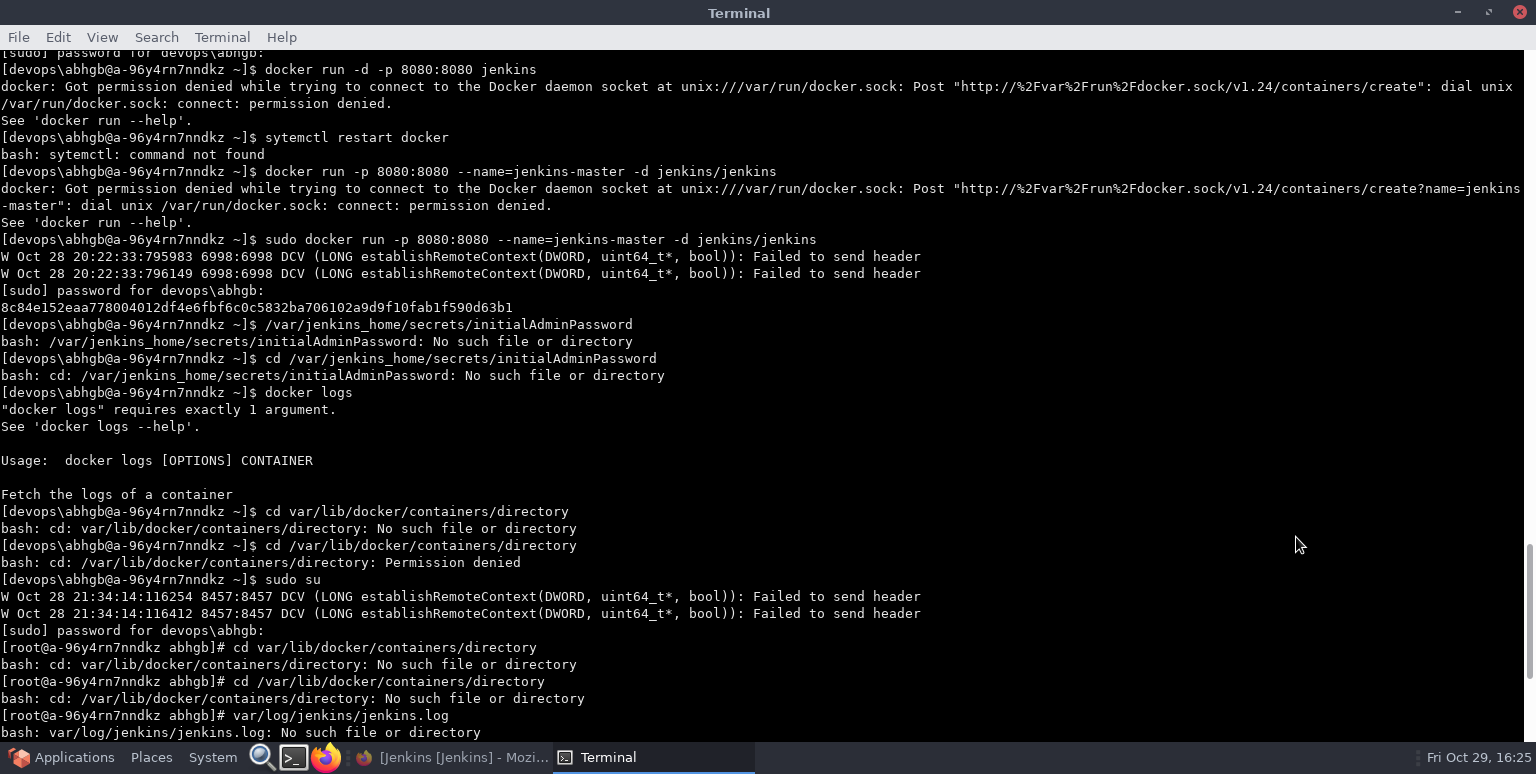 Terminal
File Edit View Search Terminal Help
[sudo] password for devops\abhgb:
[devops\abhgb@a-96y4rn7nndkz ~]$ docker run -d -p 8080:8080 jenkins
docker: Got permission denied while trying to connect to the Docker daemon socket at unix:///var/run/docker.sock: Post "http://%2Fvar%2Frun%2Fdocker.sock/v1.24/containers/create": dial unix
/var/run/docker.sock: connect: permission denied.
See 'docker run --help'.
[devops\abhgb@a-96y4rn7nndkz ~]$ sytemctl restart docker
bash: sytemctl: command not found
[devops\abhgb@a-96y4rn7nndkz ~]$ docker run -p 8080:8080 --name=jenkins-master -d jenkins/jenkins
docker: Got permission denied while trying to connect to the Docker daemon socket at unix:///var/run/docker.sock: Post "http://%2Fvar%2Frun%2Fdocker.sock/v1.24/containers/create?name=jenkins
-master": dial unix /var/run/docker.sock: connect: permission denied.
See 'docker run --help'.
[devops\abhgb@a-96y4rn7nndkz ~]$ sudo docker run -p 8080:8080 --name=jenkins-master -d jenkins/jenkins
W Oct 28 20:22:33:795983 6998:6998 DCV (LONG establishRemoteContext(DWORD, uint64_t*, bool)): Failed to send header
W Oct 28 20:22:33:796149 6998:6998 DCV (LONG establishRemoteContext(DWORD, uint64_t*, bool)): Failed to send header
[sudo] password for devops\abhgb:
8c84e152eaa778004012df4e6fbf6c0c5832ba706102a9d9f10fab1f590d63b1
[devops\abhgb@a-96y4rn7nndkz ~]$ /var/jenkins_home/secrets/initialAdminPassword
bash: /var/jenkins_home/secrets/initialAdminPassword: No such file or directory
[devops\abhgb@a-96y4rn7nndkz ~]$ cd /var/jenkins_home/secrets/initialAdminPassword
bash: cd: /var/jenkins_home/secrets/initialAdminPassword: No such file or directory
[devops\abhgb@a-96y4rn7nndkz ~]$ docker logs
"docker logs" requires exactly 1 argument.
See 'docker logs --help'.

Usage:  docker logs [OPTIONS] CONTAINER

Fetch the logs of a container
[devops\abhgb@a-96y4rn7nndkz ~]$ cd var/lib/docker/containers/directory
bash: cd: var/lib/docker/containers/directory: No such file or directory
[devops\abhgb@a-96y4rn7nndkz ~]$ cd /var/lib/docker/containers/directory
bash: cd: /var/lib/docker/containers/directory: Permission denied
[devops\abhgb@a-96y4rn7nndkz ~]$ sudo su
W Oct 28 21:34:14:116254 8457:8457 DCV (LONG establishRemoteContext(DWORD, uint64_t*, bool)): Failed to send header
W Oct 28 21:34:14:116412 8457:8457 DCV (LONG establishRemoteContext(DWORD, uint64_t*, bool)): Failed to send header
[sudo] password for devops\abhgb:
[root@a-96y4rn7nndkz abhgb]# cd var/lib/docker/containers/directory
bash: cd: var/lib/docker/containers/directory: No such file or directory
[root@a-96y4rn7nndkz abhgb]# cd /var/lib/docker/containers/directory
bash: cd: /var/lib/docker/containers/directory: No such file or directory
[root@a-96y4rn7nndkz abhgb]# var/log/jenkins/jenkins.log
bash: var/log/jenkins/jenkins.log: No such file or directory
Applications Places System [Jenkins [Jenkins] - Mozi... Terminal Fri Oct 29, 16:25